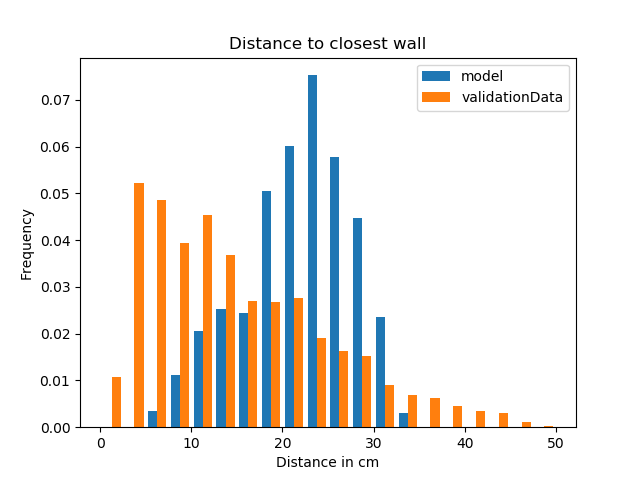 Distance to closest wall
model
validationData
Frequency
0.07
0.06
0.05
0.04
0.03
0.02
0.01
0.00
0 10 20 30 40 50
Distance in cm